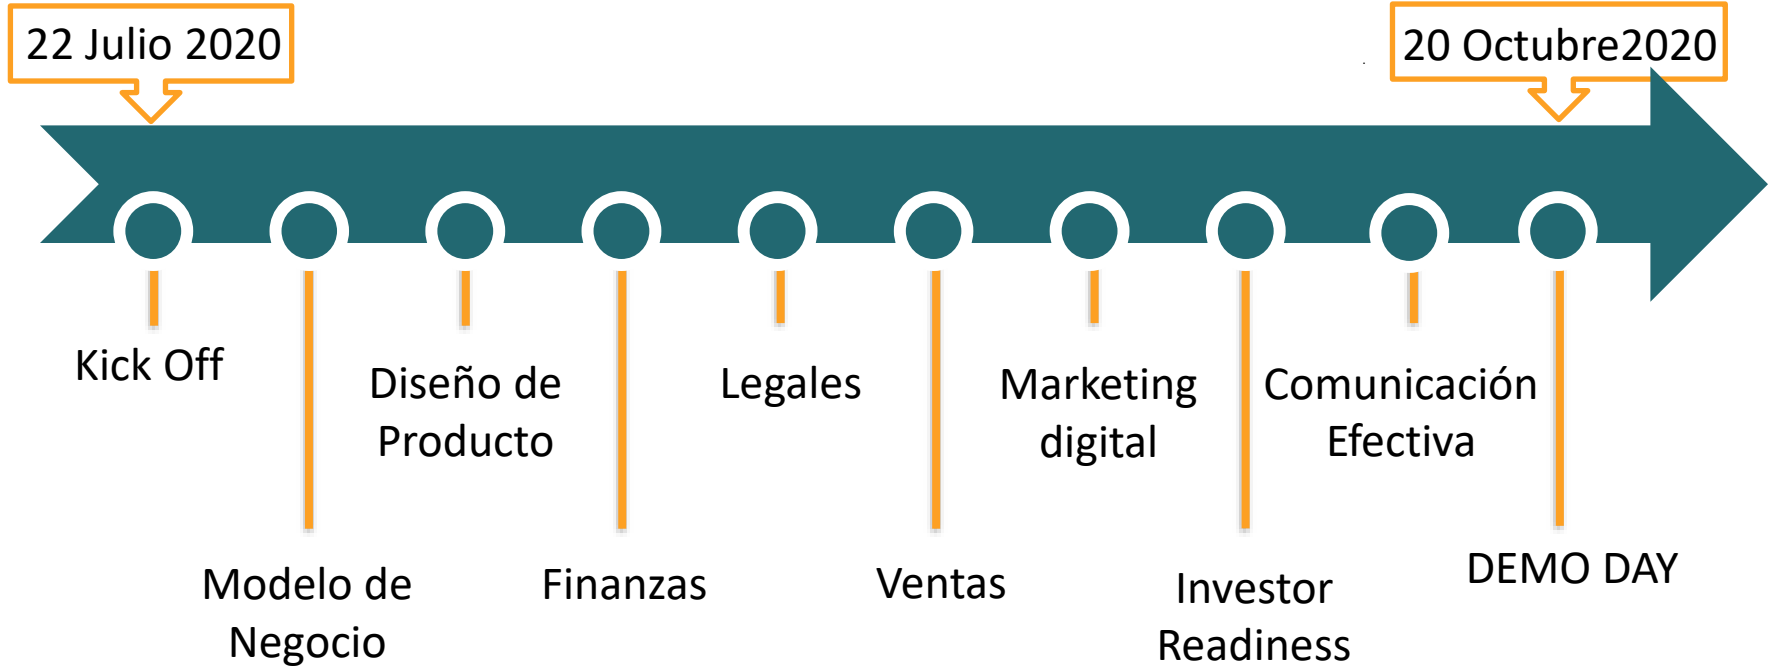 22 Julio 2020
20 Octubre2020
Kick Off
Modelo de
Negocio
Diseño de
Producto
Finanzas
Legales
Ventas
Marketing
digital
Investor
Readiness
Comunicación
Efectiva
DEMO DAY